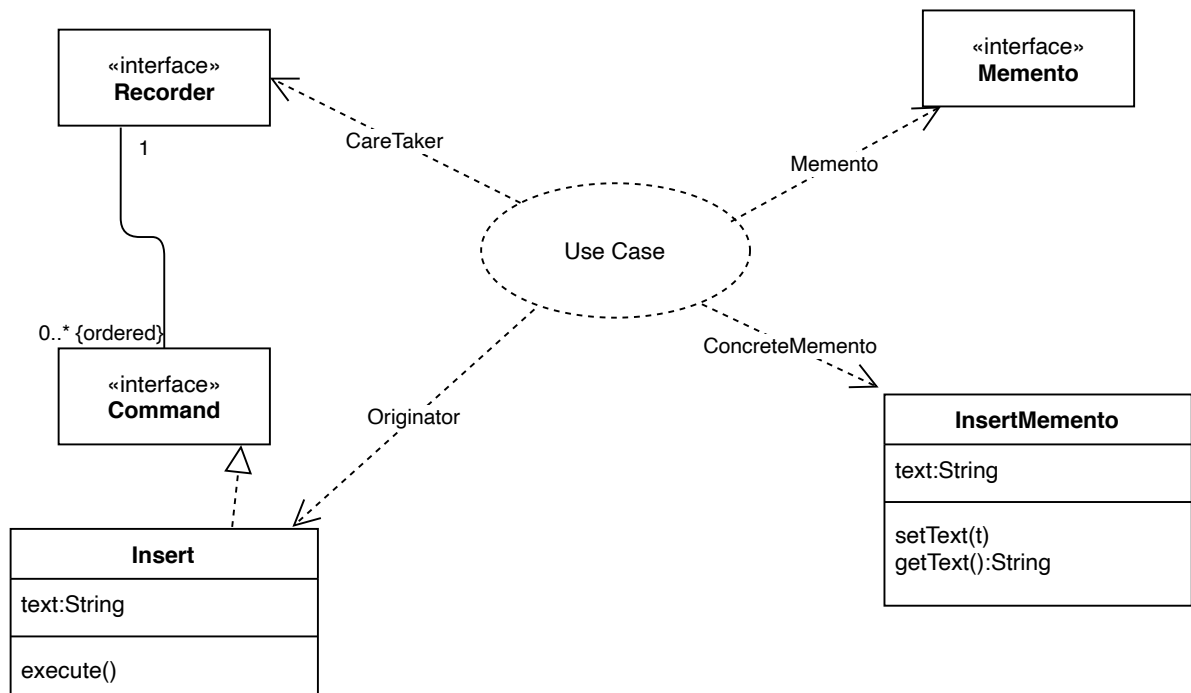 «interface»
Recorder
«interface»
Memento
1
CareTaker
Memento
Use Case
0..* {ordered}
ConcreteMemento
«interface»
Command
Originator
InsertMemento
text:String
setText(t)
getText():String
Insert
text:String
execute()